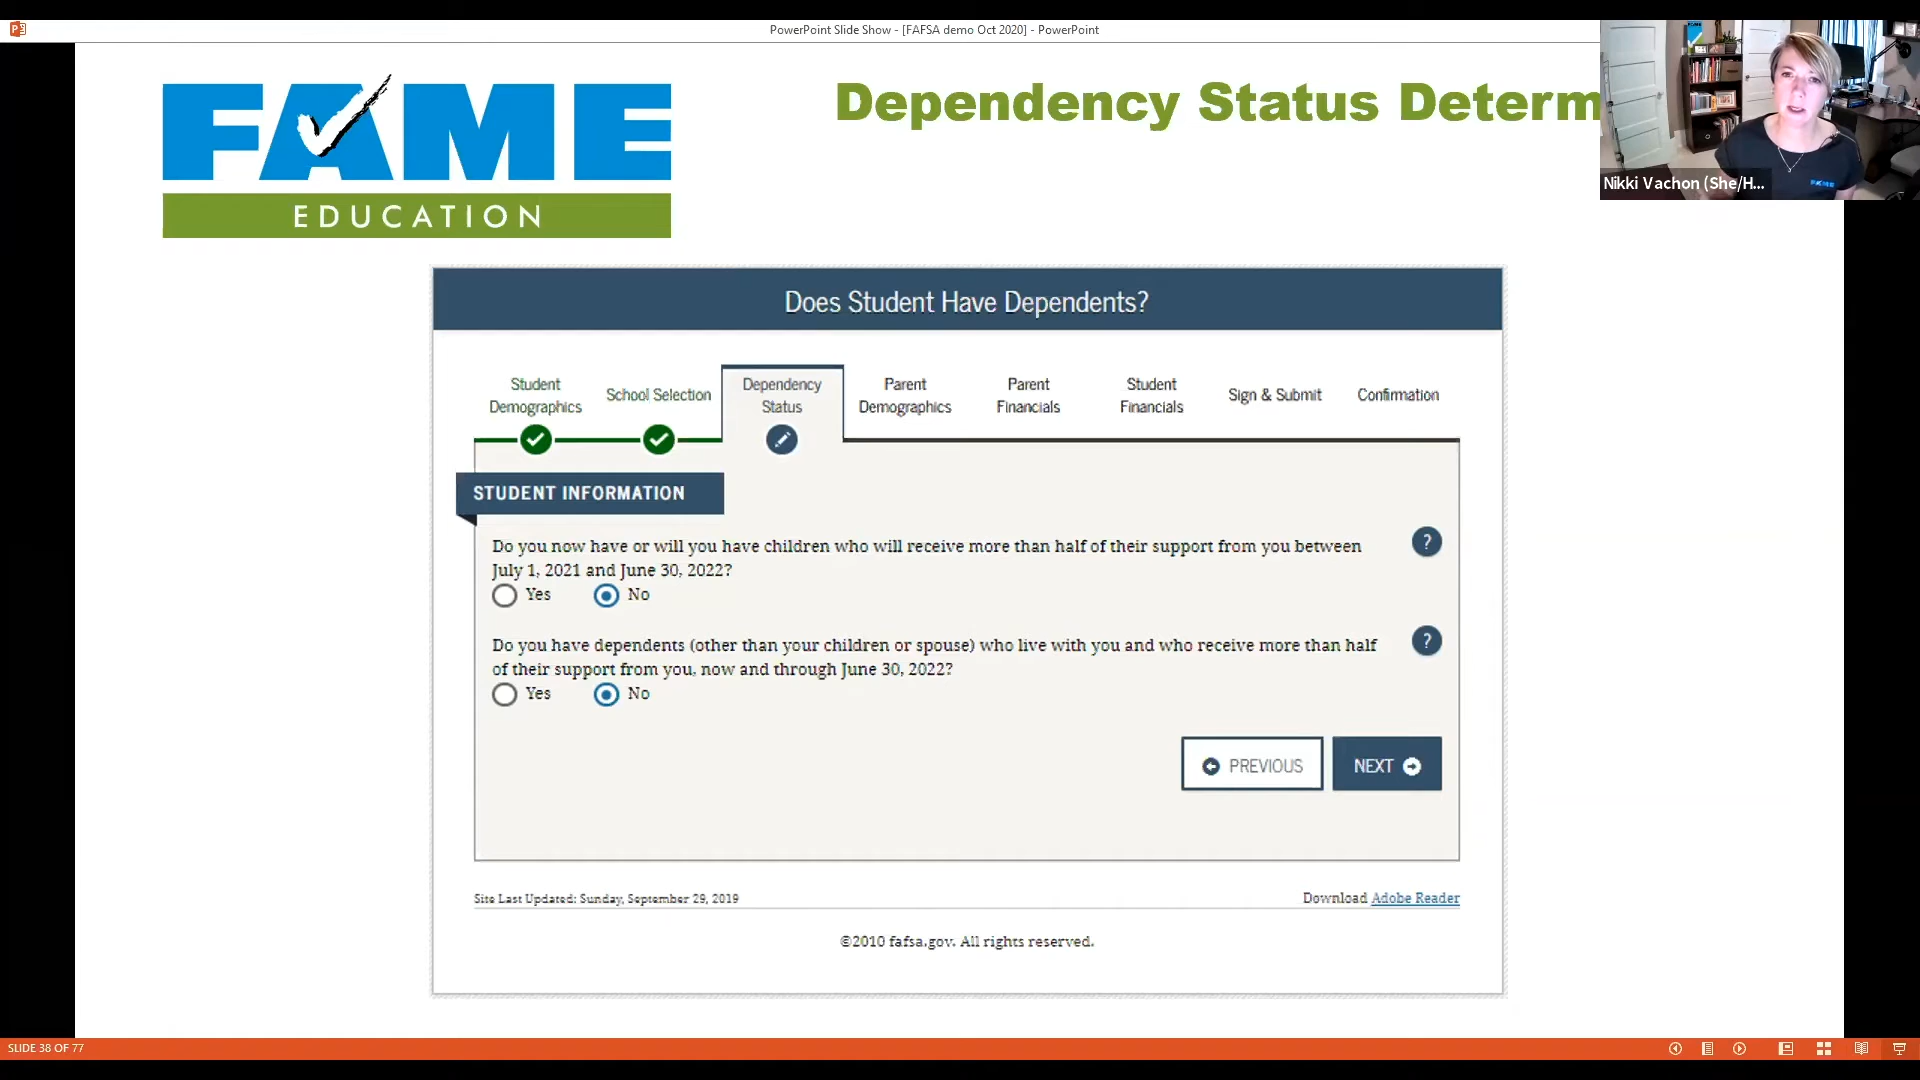 PowerPoint Slide Show - [FAFSA demo Oct 2020] - PowerPoint
FAME
EDUCATION
Dependency Status Determ
Nikki Vachon (She/H...
FAME
Does Student Have Dependents?
Student
Demographics
School Selection
Dependency
Status
Parent
Demographics
Parent
Financials
Student
Financials
Sign & Submit
Confirmation
STUDENT INFORMATION
Do you now have or will you have children who will receive more than half of their support from you between
July 1, 2021 and June 30, 2022?
?
Yes No
Do you have dependents (other than your children or spouse) who live with you and who receive more than half
of their support from you, now and through June 30, 2022?
?
Yes No
PREVIOUS NEXT
Site Last Updated: Sunday, September 29, 2019
Download Adobe Reader
©2010 fafsa.gov. All rights reserved.
SLIDE 38 OF 77